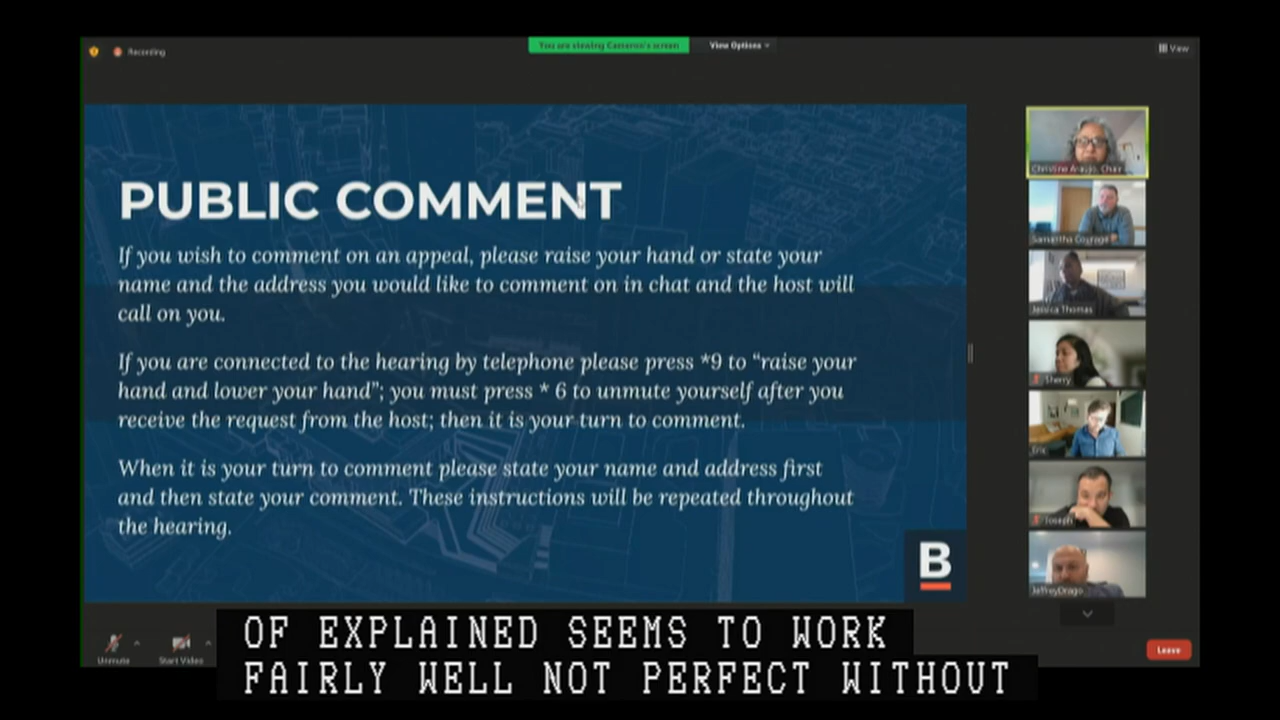 Recording
You are viewing Cameron's screen
View Options
View
PUBLIC COMMENT
If you wish to comment on an appeal, please raise your hand or state your
name and the address you would like to comment on in chat and the host will
call on you.
If you are connected to the hearing by telephone please press *9 to “raise your
hand and lower your hand”; you must press * 6 to unmute yourself after you
receive the request from the host; then it is your turn to comment.
When it is your turn to comment please state your name and address first
and then state your comment. These instructions will be repeated throughout
the hearing.
B
Christine Araujo, Chair
Samantha
Jessica Thomas
Sherry
Eric
Joseph
JeffreyDrago
Unmute
Start Video
Leave
OF EXPLAINED SEEMS TO WORK
FAIRLY WELL NOT PERFECT WITHOUT